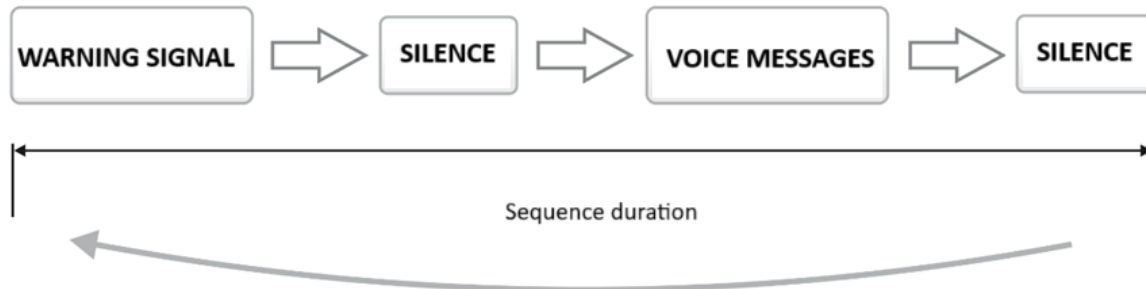 WARNING SIGNAL
SILENCE
VOICE MESSAGES
SILENCE
Sequence duration